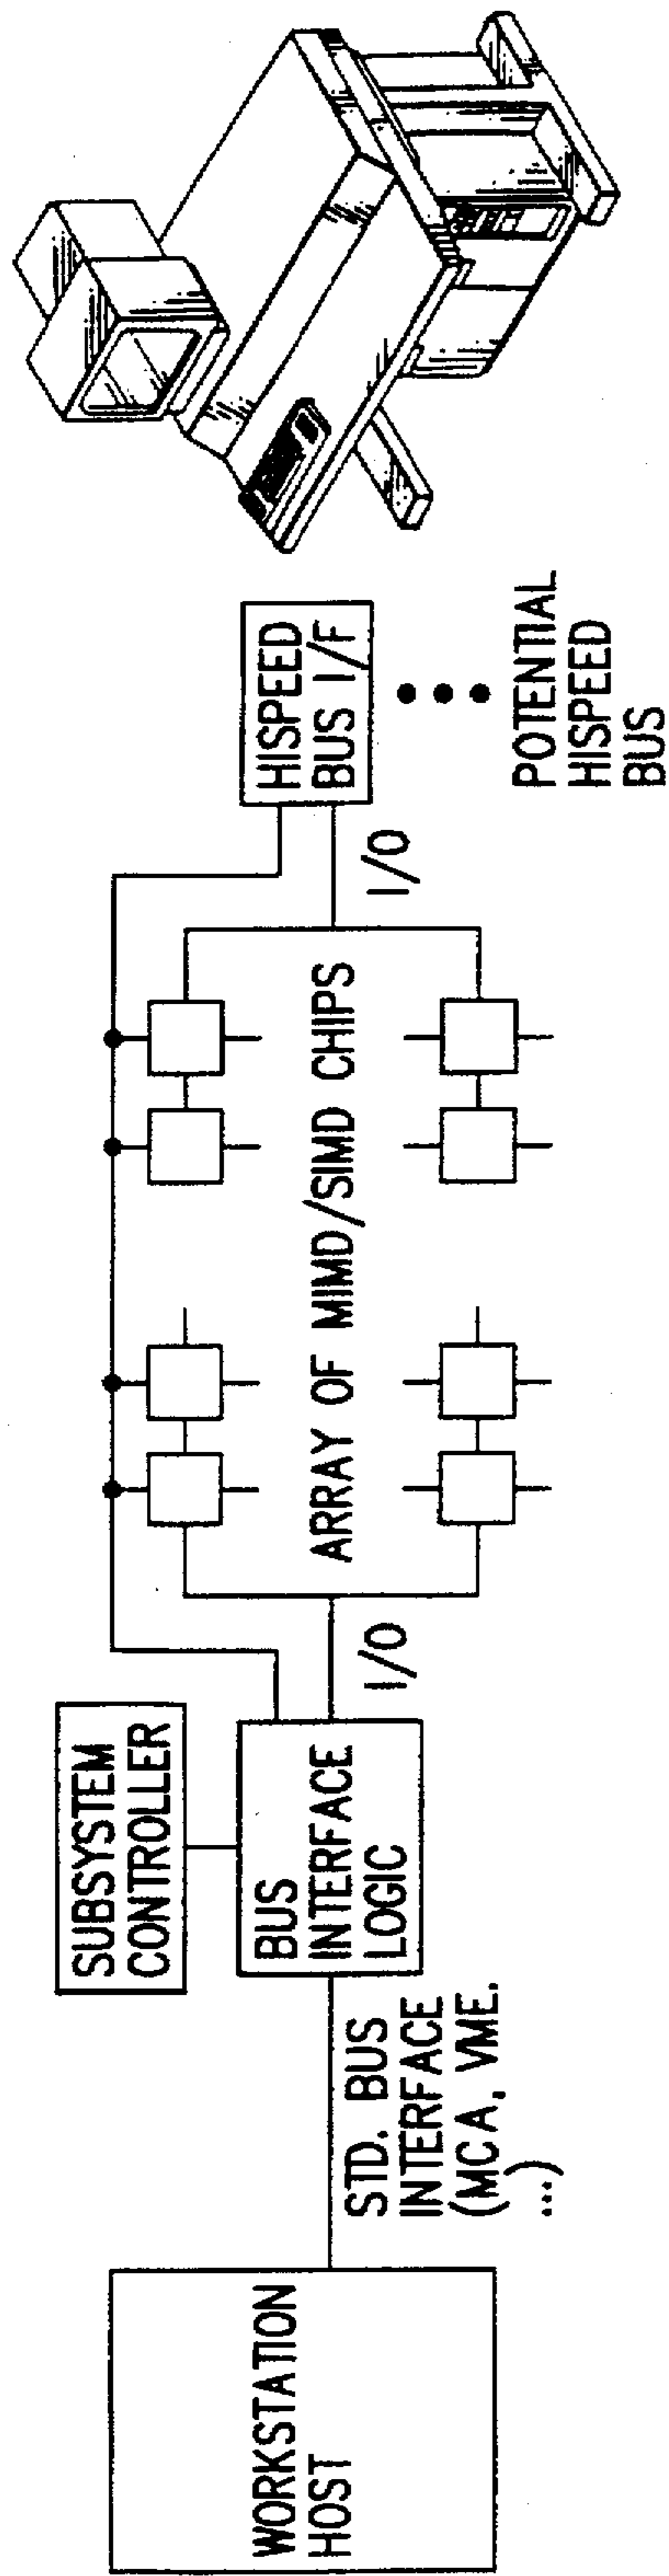 WORKSTATION
HOST
STD. BUS
INTERFACE
(MCA, VME.
...)
SUBSYSTEM
CONTROLLER
BUS
INTERFACE
LOGIC
I/O
ARRAY OF MIMD/SIMD CHIPS
I/O
HISPEED
BUS I/F
POTENTIAL
HISPEED
BUS